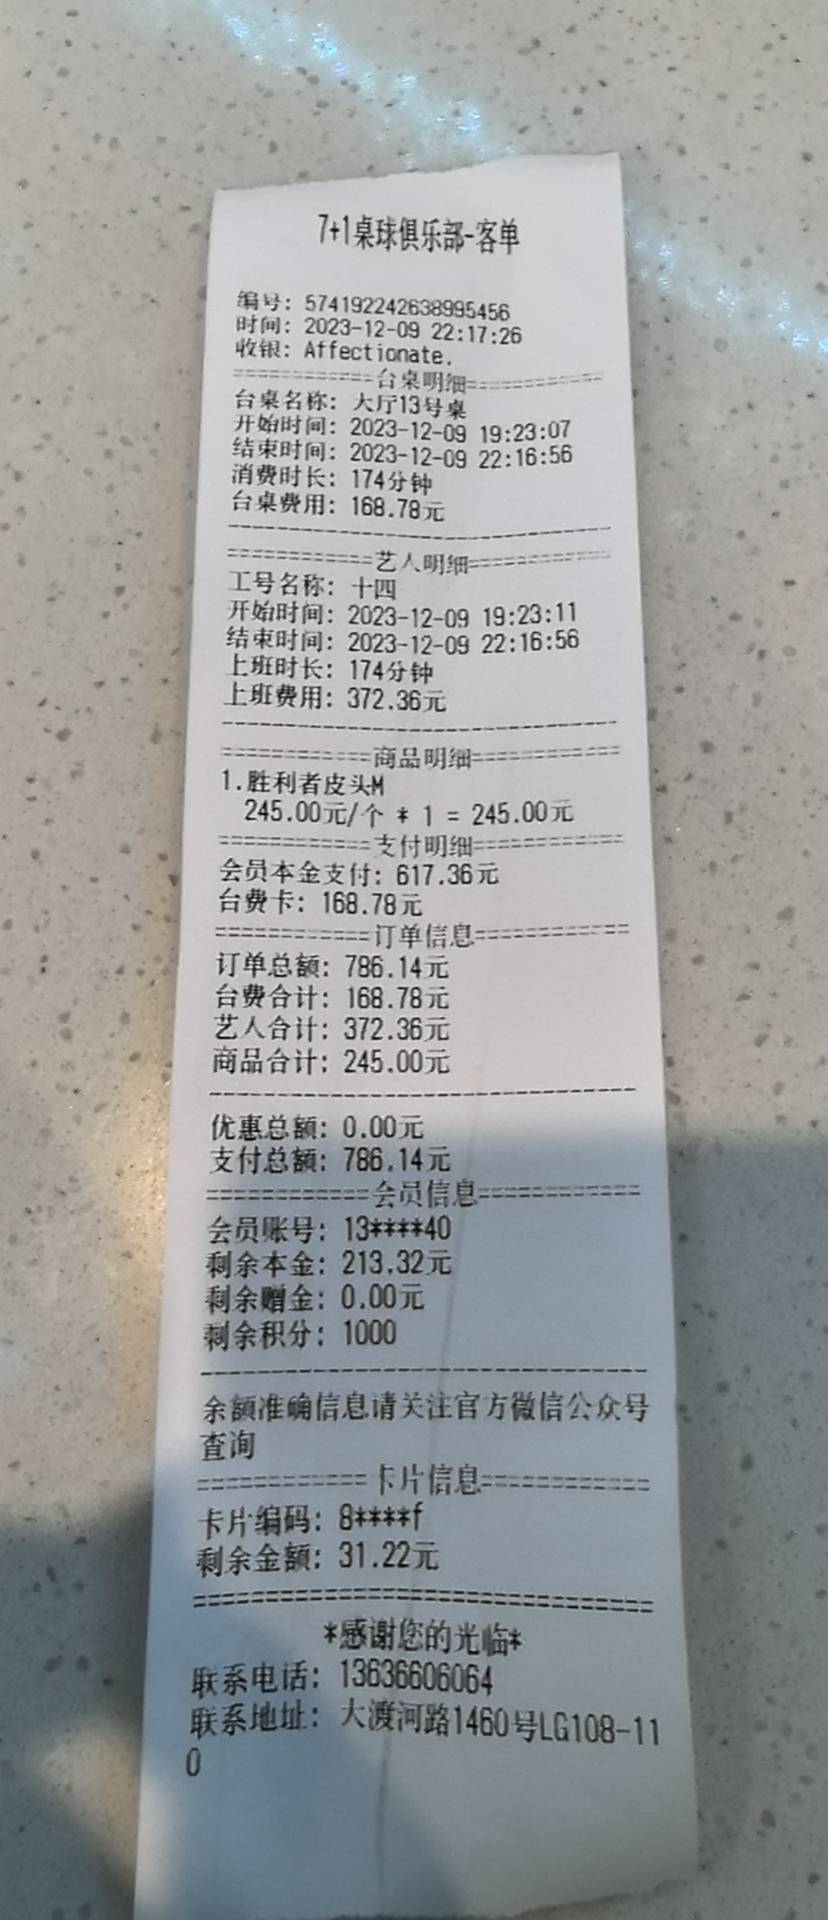 7+1桌球俱乐部-客单
编号: 574192242638995456
时间: 2023-12-09 22:17:26
收银: Affectionate.
============台桌明细============
台桌名称: 大厅13号桌
开始时间: 2023-12-09 19:23:07
结束时间: 2023-12-09 22:16:56
消费时长: 174分钟
台桌费用: 168.78元
--------------------------------
============艺人明细============
工号名称: 十四
开始时间: 2023-12-09 19:23:11
结束时间: 2023-12-09 22:16:56
上班时长: 174分钟
上班费用: 372.36元
--------------------------------
============商品明细============
1.胜利者皮头M
245.00元/个 * 1 = 245.00元
============支付明细============
会员本金支付: 617.36元
台费卡: 168.78元
============订单信息============
订单总额: 786.14元
台费合计: 168.78元
艺人合计: 372.36元
商品合计: 245.00元
--------------------------------
优惠总额: 0.00元
支付总额: 786.14元
============会员信息============
会员账号: 13****40
剩余本金: 213.32元
剩余赠金: 0.00元
剩余积分: 1000
--------------------------------
余额准确信息请关注官方微信公众号
查询
============卡片信息============
卡片编码: 8****f
剩余金额: 31.22元
================================
*感谢您的光临*
联系电话: 13636606064
联系地址: 大渡河路1460号LG108-11
0